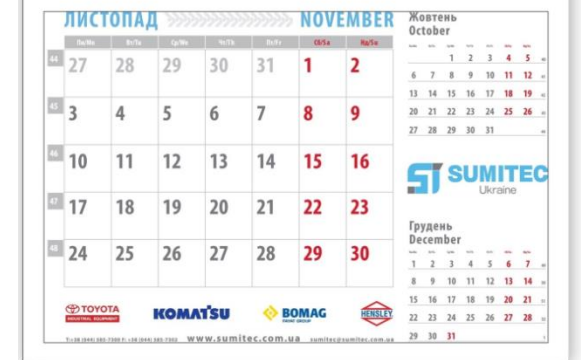 ЛИСТОПАД NOVEMBER
Пн/Mo Вт/Tu Ср/We Чт/Th Пт/Fr Сб/Sa Нд/Su
44 27 28 29 30 31 1 2
45 3 4 5 6 7 8 9
46 10 11 12 13 14 15 16
47 17 18 19 20 21 22 23
48 24 25 26 27 28 29 30
Жовтень
October
1 2 3 4 5
6 7 8 9 10 11 12
13 14 15 16 17 18 19
20 21 22 23 24 25 26
27 28 29 30 31
ST SUMITEC
Ukraine
Грудень
December
1 2 3 4 5 6 7
8 9 10 11 12 13 14
15 16 17 18 19 20 21
22 23 24 25 26 27 28
29 30 31
TOYOTA
INDUSTRIAL EQUIPMENT
KOMATSU
BOMAG
FAYAT GROUP
HENSLEY
www.sumitec.com.ua sumitec@sumitec.com.ua